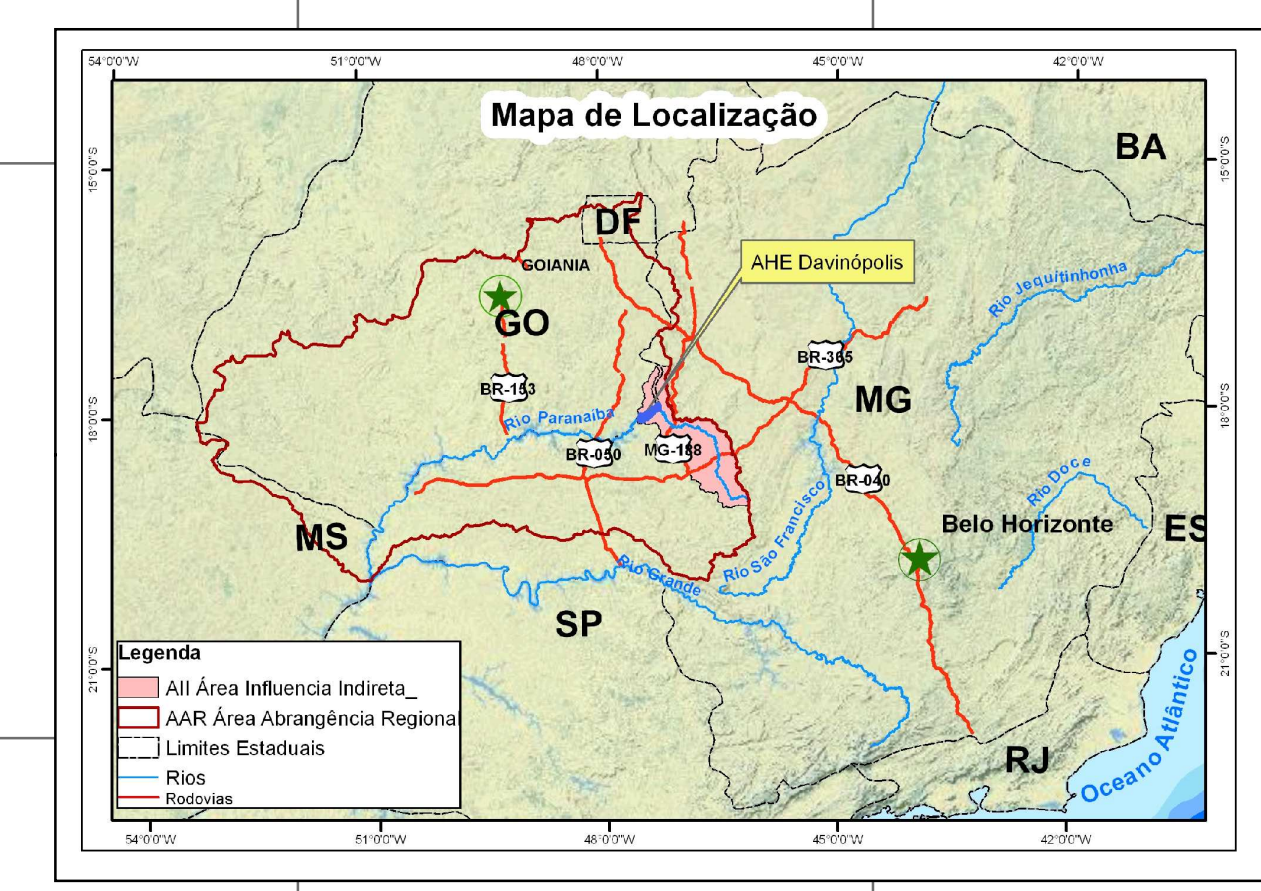 54°0'0"W 51°0'0"W 48°0'0"W 45°0'0"W 42°0'0"W
Mapa de Localização
BA
15°0'0"S
15°0'0"S
DF
AHE Davinópolis
GOIANIA
Rio Jequitinhonha
GO
BR-365
BR-153
MG
Rio Paranaíba
18°0'0"S
18°0'0"S
BR-050
MG-188
BR-040
Rio Doce
Belo Horizonte
ES
MS
Rio São Francisco
Rio Grande
SP
Legenda
AII Área Influencia Indireta_
AAR Área Abrangência Regional
Limites Estaduais
Rios
Rodovias
21°0'0"S
21°0'0"S
RJ
Oceano Atlântico
54°0'0"W 51°0'0"W 48°0'0"W 45°0'0"W 42°0'0"W